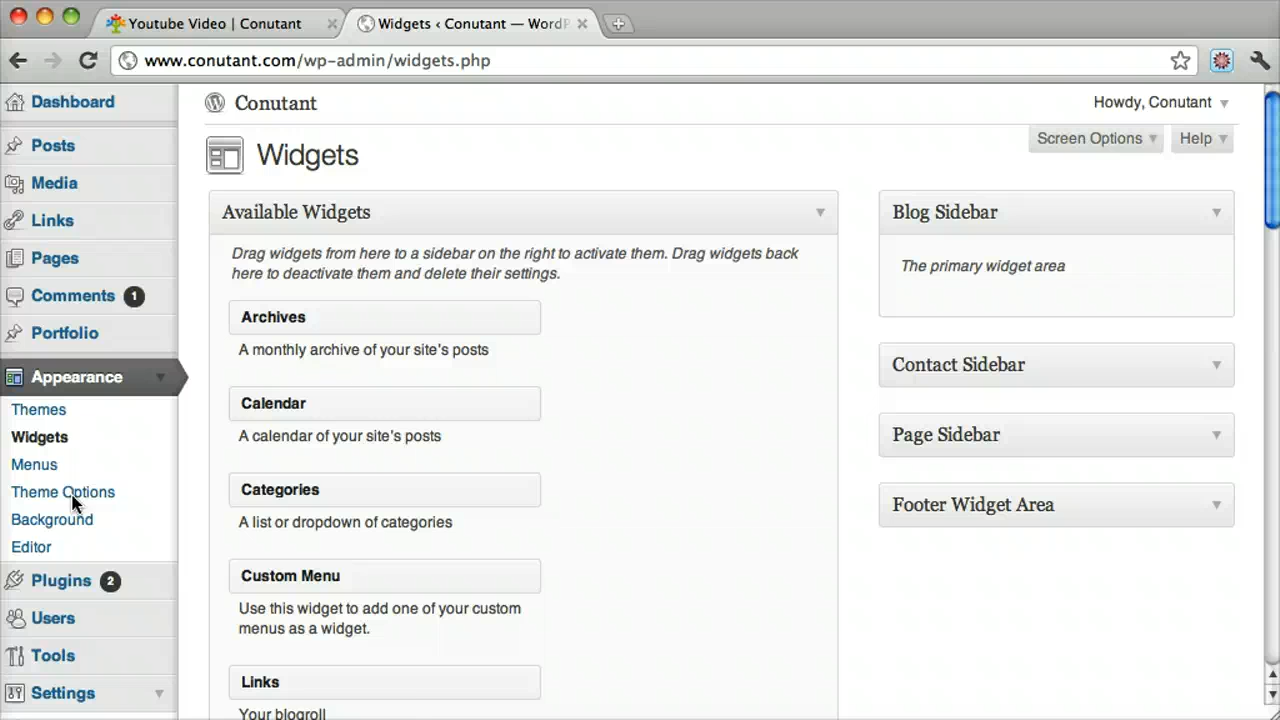 Youtube Video | Conutant
Widgets ‹ Conutant — WordP
www.conutant.com/wp-admin/widgets.php
Dashboard
Posts
Media
Links
Pages
Comments 1
Portfolio
Appearance
Themes
Widgets
Menus
Theme Options
Background
Editor
Plugins 2
Users
Tools
Settings
Conutant
Howdy, Conutant
Screen Options
Help
Widgets
Available Widgets
Drag widgets from here to a sidebar on the right to activate them. Drag widgets back
here to deactivate them and delete their settings.
Archives
A monthly archive of your site's posts
Calendar
A calendar of your site's posts
Categories
A list or dropdown of categories
Custom Menu
Use this widget to add one of your custom
menus as a widget.
Links
Your blogroll
Blog Sidebar
The primary widget area
Contact Sidebar
Page Sidebar
Footer Widget Area